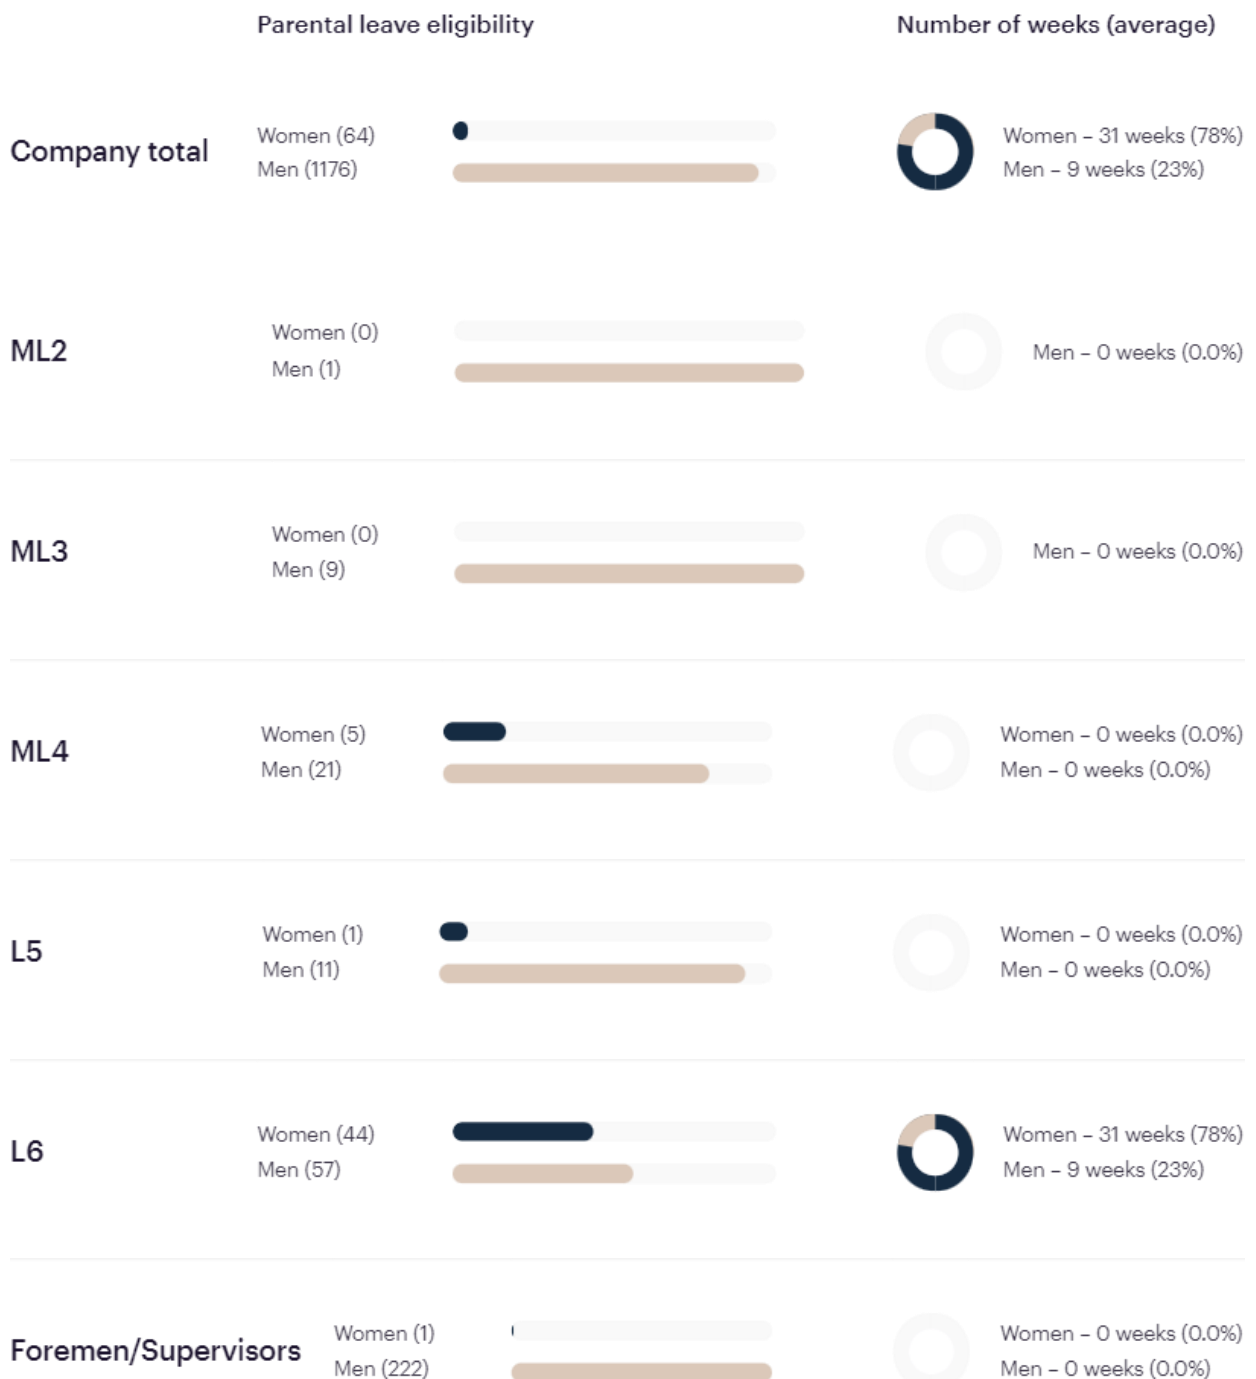 Parental leave eligibility Number of weeks (average)
Company total
Women (64)
Men (1176)
Women – 31 weeks (78%)
Men – 9 weeks (23%)
ML2
Women (0)
Men (1)
Men – 0 weeks (0.0%)
ML3
Women (0)
Men (9)
Men – 0 weeks (0.0%)
ML4
Women (5)
Men (21)
Women – 0 weeks (0.0%)
Men – 0 weeks (0.0%)
L5
Women (1)
Men (11)
Women – 0 weeks (0.0%)
Men – 0 weeks (0.0%)
L6
Women (44)
Men (57)
Women – 31 weeks (78%)
Men – 9 weeks (23%)
Foremen/Supervisors
Women (1)
Men (222)
Women – 0 weeks (0.0%)
Men – 0 weeks (0.0%)